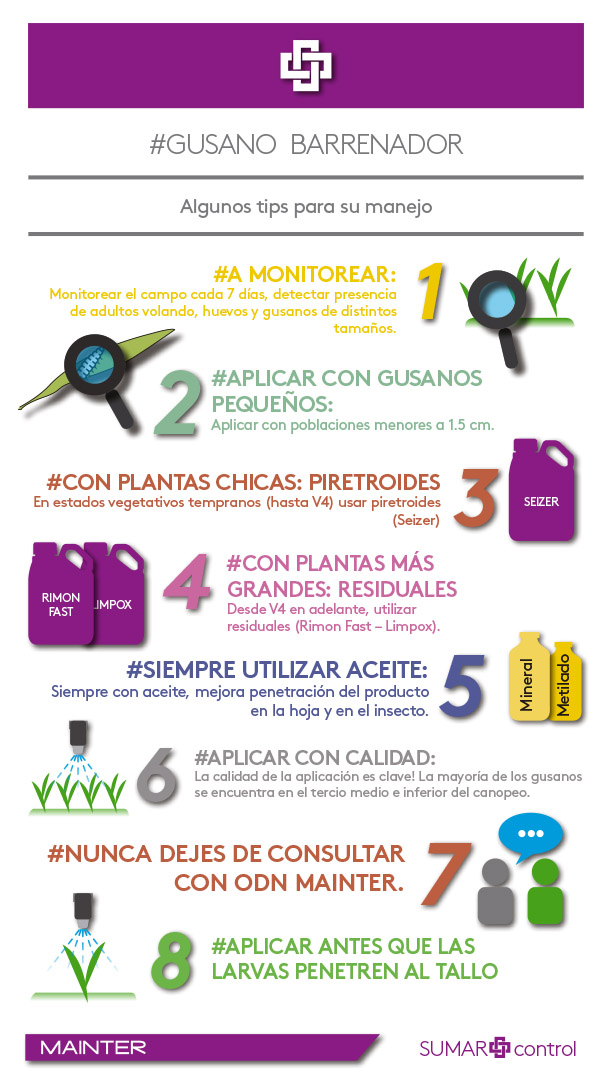 #GUSANO BARRENADOR
Algunos tips para su manejo
#A MONITOREAR:
Monitorear el campo cada 7 días, detectar presencia
de adultos volando, huevos y gusanos de distintos
tamaños.
1
2
#APLICAR CON GUSANOS
PEQUEÑOS:
Aplicar con poblaciones menores a 1.5 cm.
#CON PLANTAS CHICAS: PIRETROIDES
En estados vegetativos tempranos (hasta V4) usar piretroides
(Seizer)
3
SEIZER
RIMON
FAST
LIMPOX
4
#CON PLANTAS MÁS
GRANDES: RESIDUALES
Desde V4 en adelante, utilizar
residuales (Rimon Fast – Limpox).
#SIEMPRE UTILIZAR ACEITE:
Siempre con aceite, mejora penetración del producto
en la hoja y en el insecto.
5
Mineral
Metilado
6
#APLICAR CON CALIDAD:
La calidad de la aplicación es clave! La mayoría de los gusanos
se encuentra en el tercio medio e inferior del canopeo.
#NUNCA DEJES DE CONSULTAR
CON ODN MAINTER.
7
8
#APLICAR ANTES QUE LAS
LARVAS PENETREN AL TALLO
MAINTER
SUMAR control